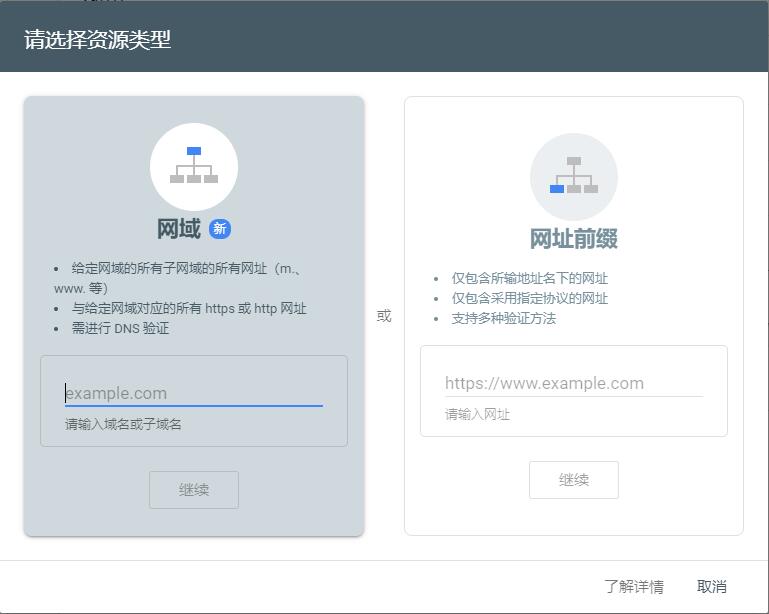 请选择资源类型
网域 新
• 给定网域的所有子网域的所有网址（m.、
www. 等）
• 与给定网域对应的所有 https 或 http 网址
• 需进行 DNS 验证
example.com
请输入域名或子域名
继续
或
网址前缀
• 仅包含所输地址名下的网址
• 仅包含采用指定协议的网址
• 支持多种验证方法
https://www.example.com
请输入网址
继续
了解详情 取消